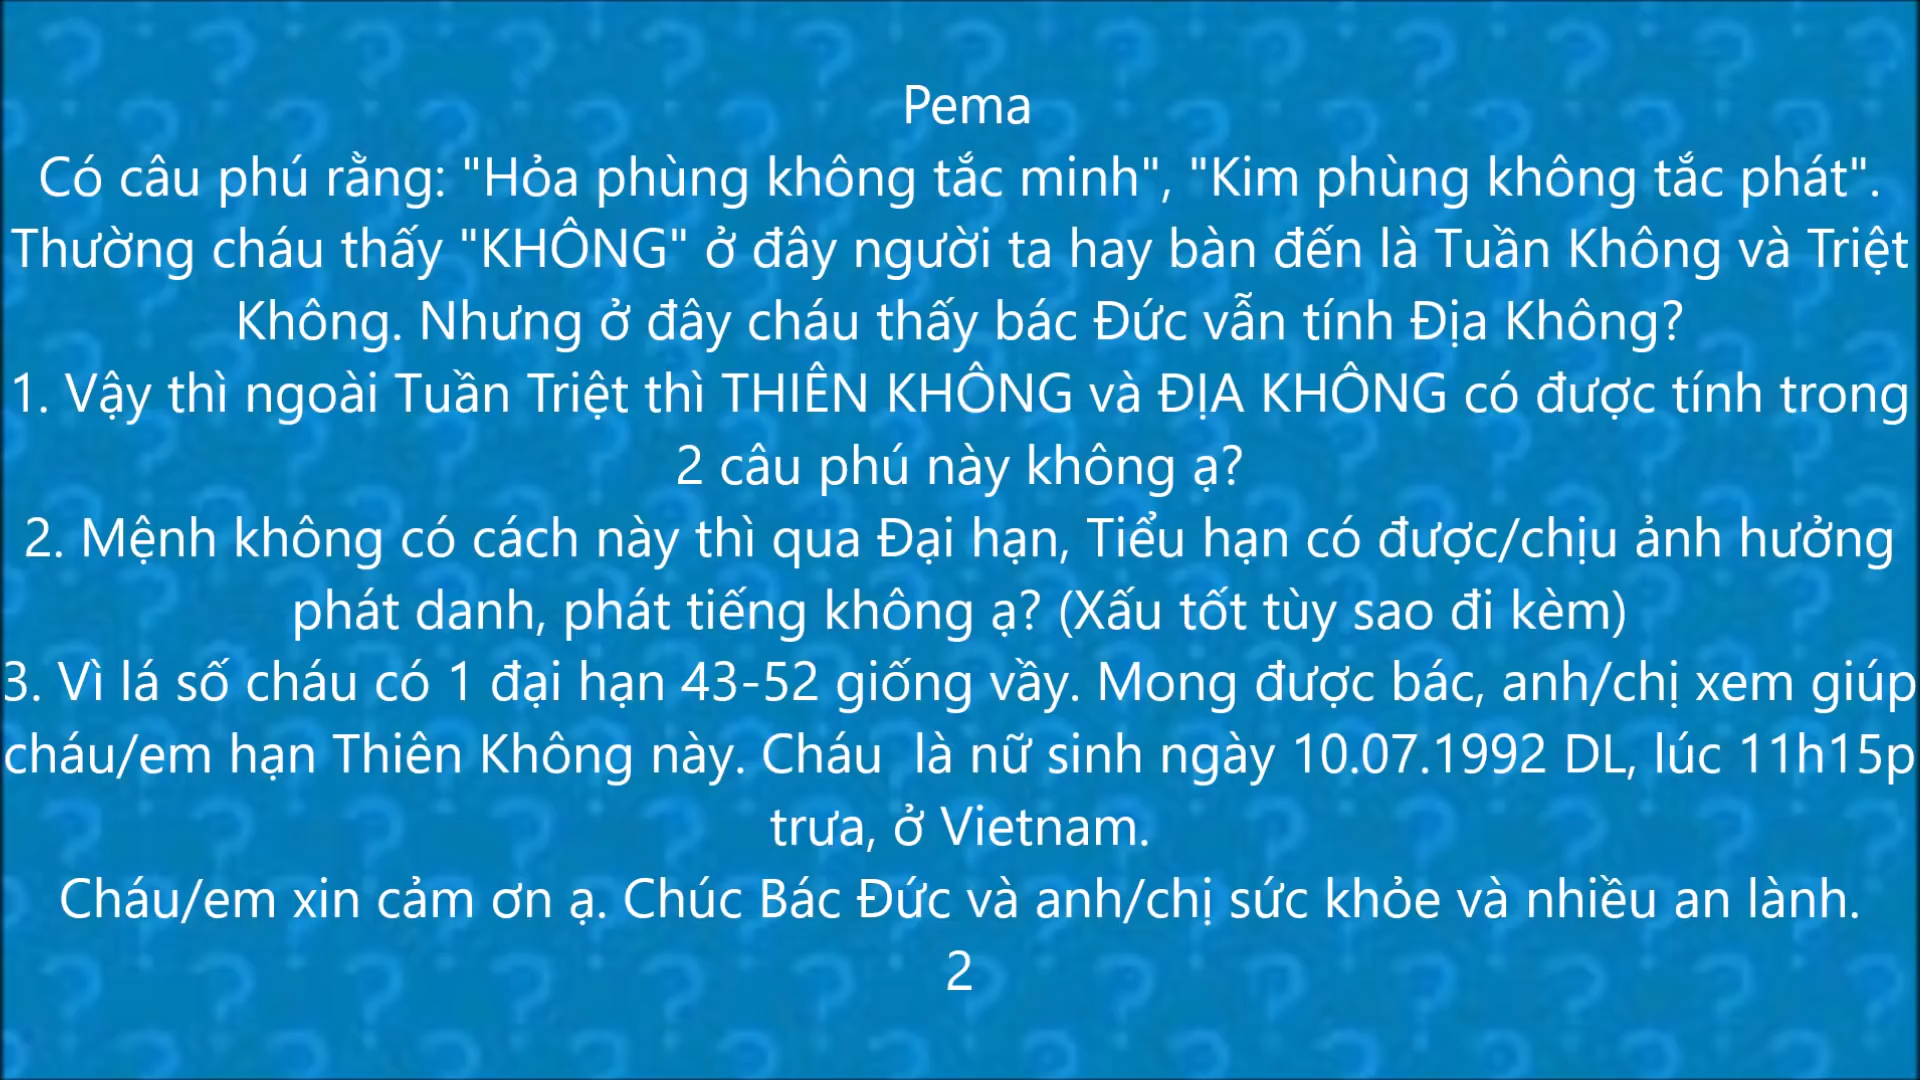 Pema
Có câu phú rằng: "Hỏa phùng không tắc minh", "Kim phùng không tắc phát".
Thường cháu thấy "KHÔNG" ở đây người ta hay bàn đến là Tuần Không và Triệt
Không. Nhưng ở đây cháu thấy bác Đức vẫn tính Địa Không?
1. Vậy thì ngoài Tuần Triệt thì THIÊN KHÔNG và ĐỊA KHÔNG có được tính trong
2 câu phú này không ạ?
2. Mệnh không có cách này thì qua Đại hạn, Tiểu hạn có được/chịu ảnh hưởng
phát danh, phát tiếng không ạ? (Xấu tốt tùy sao đi kèm)
3. Vì lá số cháu có 1 đại hạn 43-52 giống vầy. Mong được bác, anh/chị xem giúp
cháu/em hạn Thiên Không này. Cháu  là nữ sinh ngày 10.07.1992 DL, lúc 11h15p
trưa, ở Vietnam.
Cháu/em xin cảm ơn ạ. Chúc Bác Đức và anh/chị sức khỏe và nhiều an lành.
2